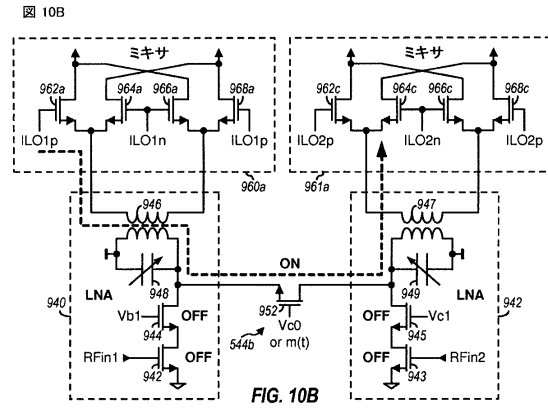 図 10B
ミキサ
ミキサ
962a
964a
966a
968a
962c
964c
966c
968c
ILO1p
ILO1n
ILO1p
ILO2p
ILO2n
ILO2p
960a
961a
946
947
ON
LNA
948
949
LNA
940
942
Vb1
OFF
952
Vc0
OFF
Vc1
944
544b
or m(t)
945
RFin1
OFF
OFF
RFin2
942
943
FIG. 10B